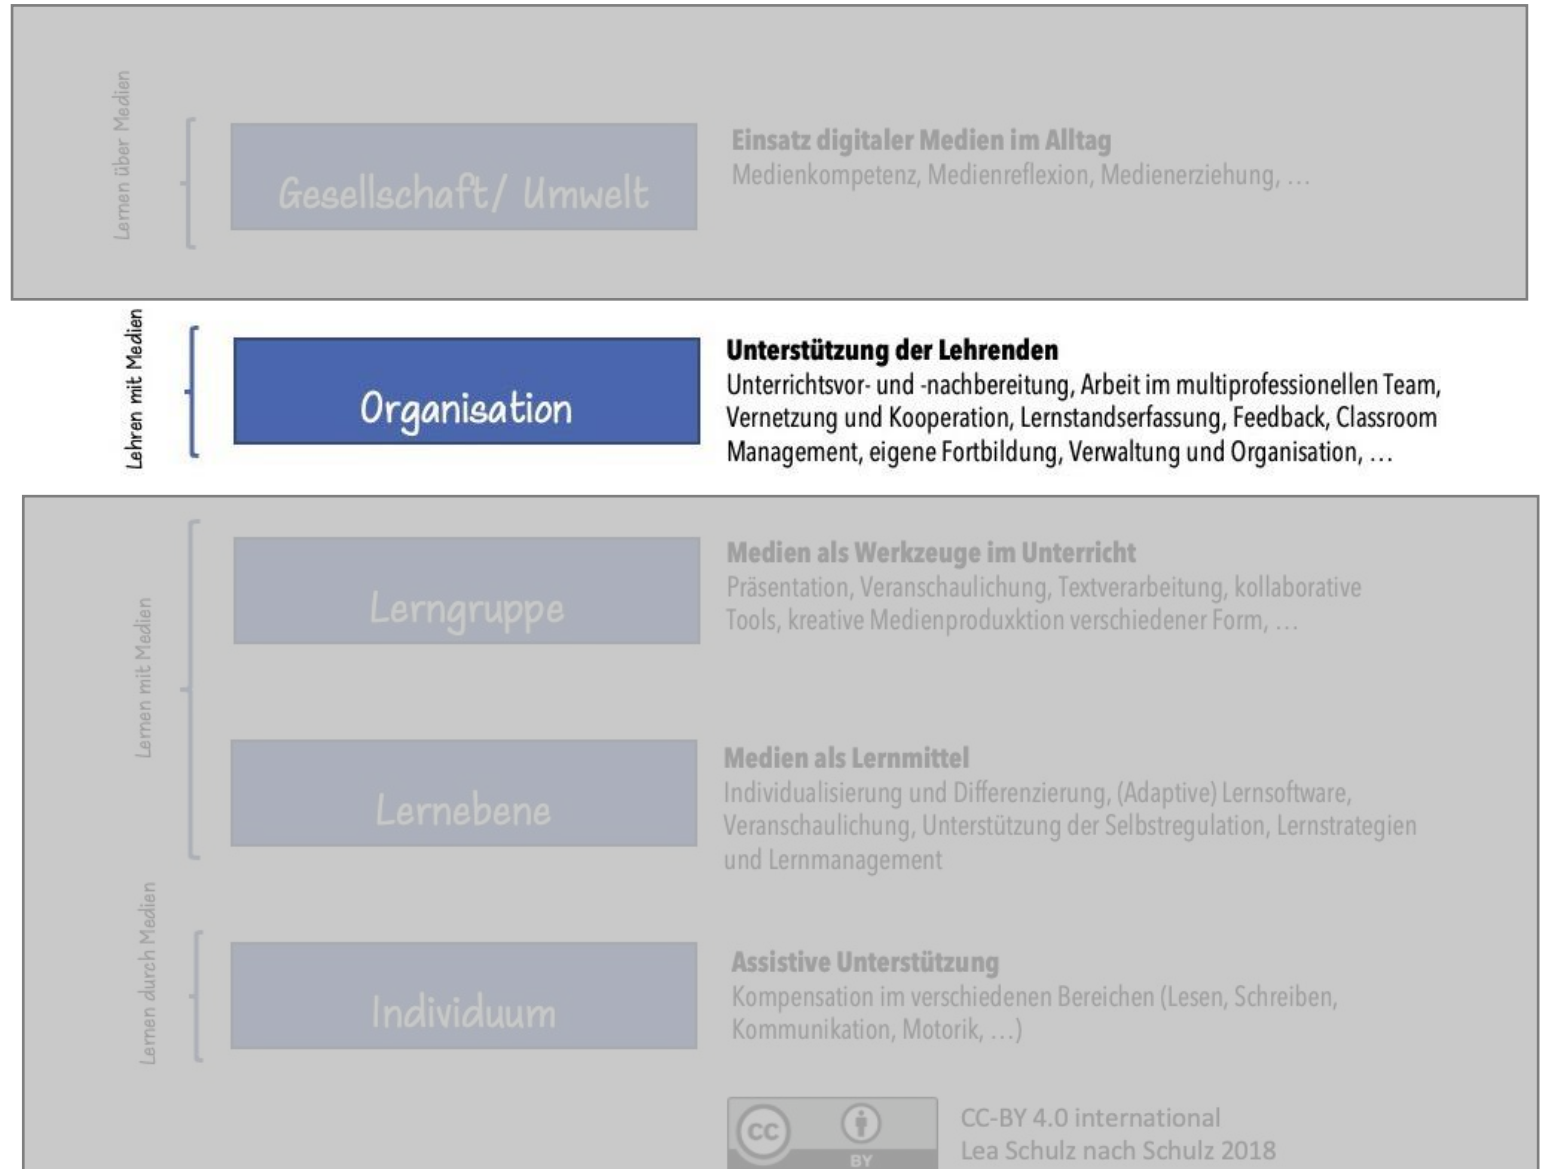 Lernen über Medien
Gesellschaft/ Umwelt
Einsatz digitaler Medien im Alltag
Medienkompetenz, Medienreflexion, Medienerziehung, …
Lehren mit Medien
Organisation
Unterstützung der Lehrenden
Unterrichtsvor- und -nachbereitung, Arbeit im multiprofessionellen Team,
Vernetzung und Kooperation, Lernstandserfassung, Feedback, Classroom
Management, eigene Fortbildung, Verwaltung und Organisation, …
Lernen mit Medien
Lerngruppe
Medien als Werkzeuge im Unterricht
Präsentation, Veranschaulichung, Textverarbeitung, kollaborative
Tools, kreative Medienproduxktion verschiedener Form, …
Lernebene
Medien als Lernmittel
Individualisierung und Differenzierung, (Adaptive) Lernsoftware,
Veranschaulichung, Unterstützung der Selbstregulation, Lernstrategien
und Lernmanagement
Lernen durch Medien
Individuum
Assistive Unterstützung
Kompensation im verschiedenen Bereichen (Lesen, Schreiben,
Kommunikation, Motorik, …)
cc
BY
CC-BY 4.0 international
Lea Schulz nach Schulz 2018